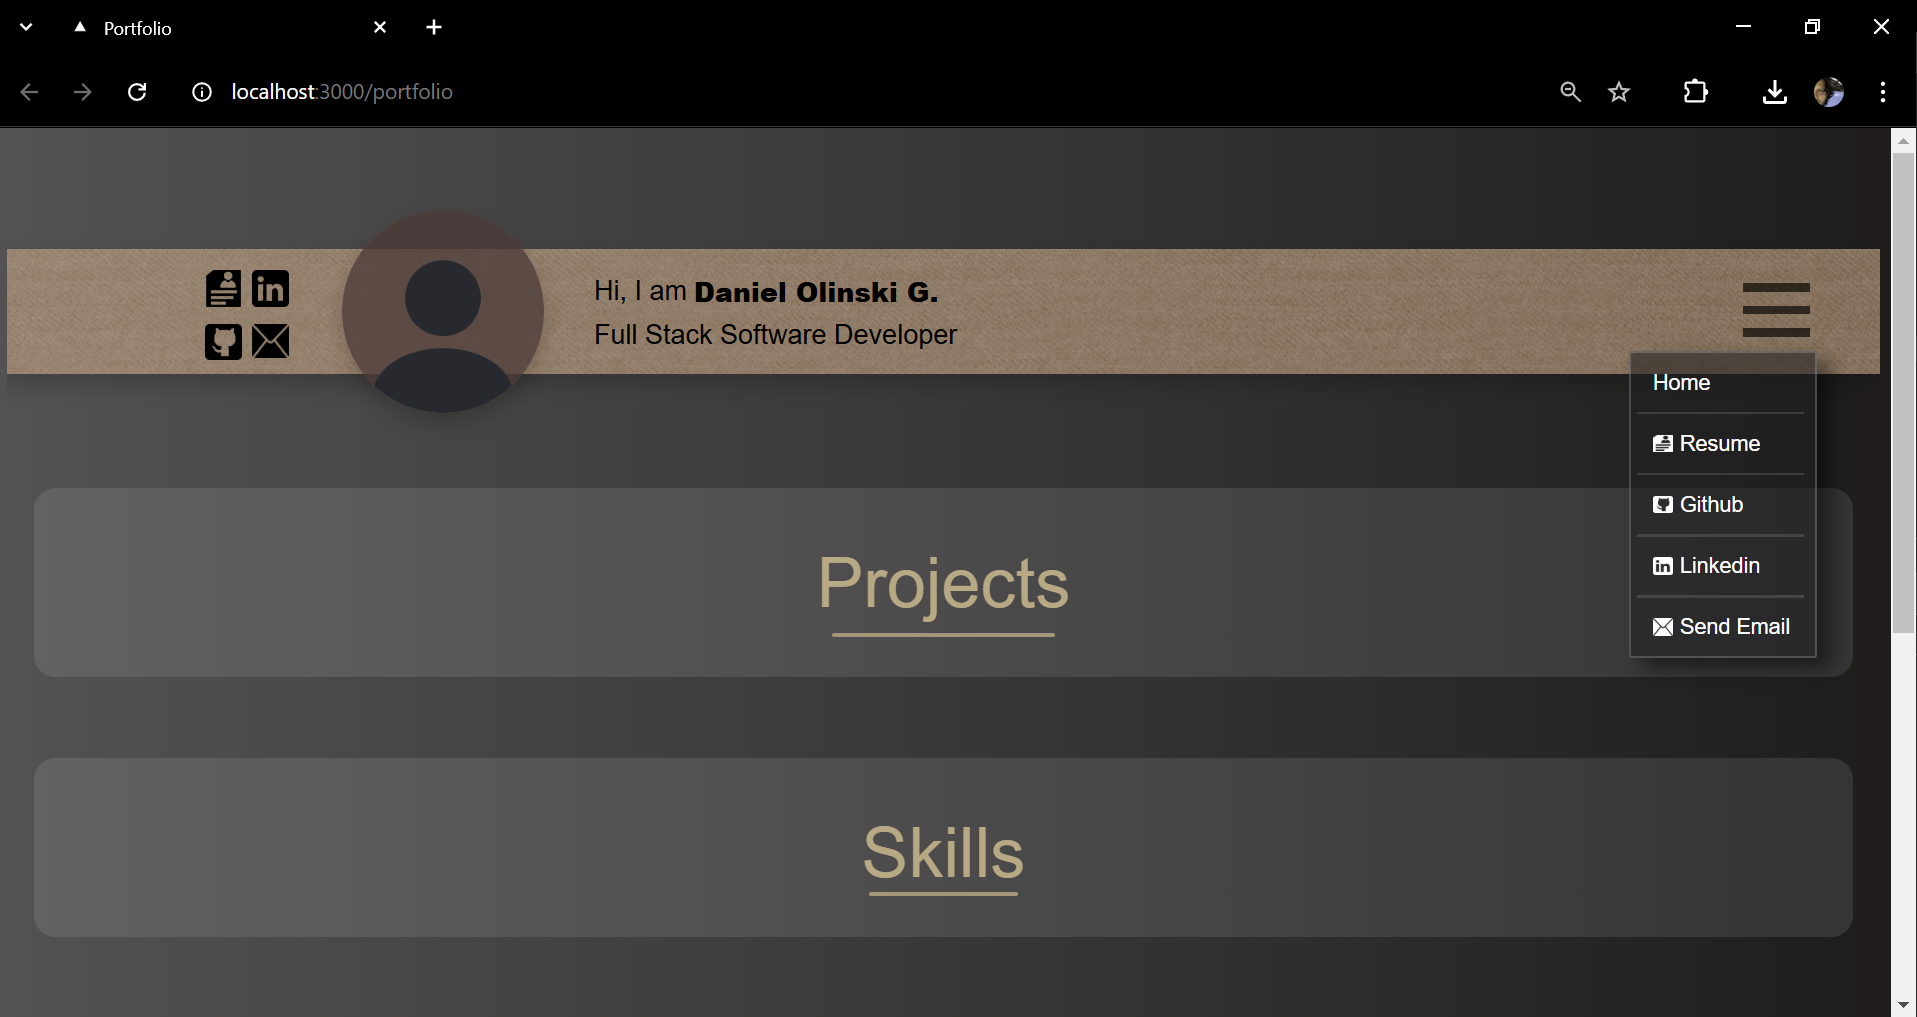 Portfolio
localhost:3000/portfolio
Hi, I am Daniel Olinski G.
Full Stack Software Developer
Home
Resume
Github
Linkedin
Send Email
Projects
Skills